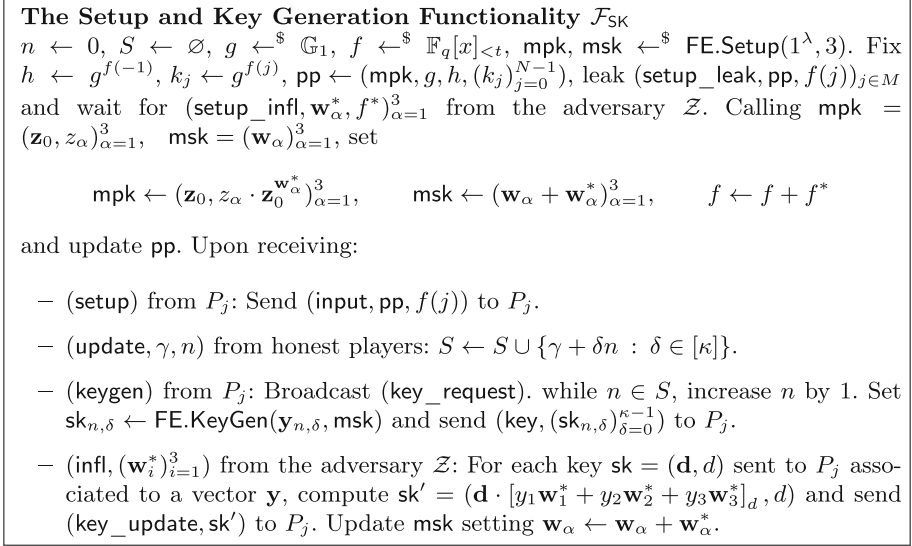 The Setup and Key Generation Functionality 𝓕_SK
n ← 0, S ← ∅, g ←$ 𝔾₁, f ←$ 𝔽_q[x]_{<t}, mpk, msk ←$ FE.Setup(1^λ, 3). Fix
h ← g^{f(−1)}, k_j ← g^{f(j)}, pp ← (mpk, g, h, (k_j)_{j=0}^{N−1}), leak (setup_leak, pp, f(j))_{j∈M}
and wait for (setup_infl, 𝐰*_α, f*)_{α=1}^3 from the adversary 𝒵. Calling mpk =
(𝐳₀, z_α)_{α=1}^3, msk = (𝐰_α)_{α=1}^3, set
mpk ← (𝐳₀, z_α · 𝐳₀^{𝐰*_α})_{α=1}^3, msk ← (𝐰_α + 𝐰*_α)_{α=1}^3, f ← f + f*
and update pp. Upon receiving:
– (setup) from P_j: Send (input, pp, f(j)) to P_j.
– (update, γ, n) from honest players: S ← S ∪ {γ + δn : δ ∈ [κ]}.
– (keygen) from P_j: Broadcast (key_request). while n ∈ S, increase n by 1. Set
sk_{n,δ} ← FE.KeyGen(𝐲_{n,δ}, msk) and send (key, (sk_{n,δ})_{δ=0}^{κ−1}) to P_j.
– (infl, (𝐰*_i)_{i=1}^3) from the adversary 𝒵: For each key sk = (𝐝, d) sent to P_j asso-
ciated to a vector 𝐲, compute sk′ = (𝐝 · [y₁𝐰*₁ + y₂𝐰*₂ + y₃𝐰*₃]_d, d) and send
(key_update, sk′) to P_j. Update msk setting 𝐰_α ← 𝐰_α + 𝐰*_α.